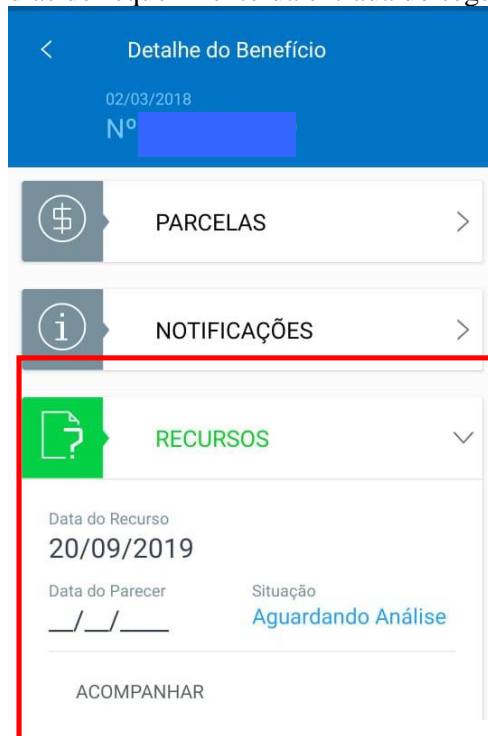 Detalhe do Benefício
02/03/2018
Nº
PARCELAS
NOTIFICAÇÕES
RECURSOS
Data do Recurso
20/09/2019
Data do Parecer
Situação
__/__/____
Aguardando Análise
ACOMPANHAR